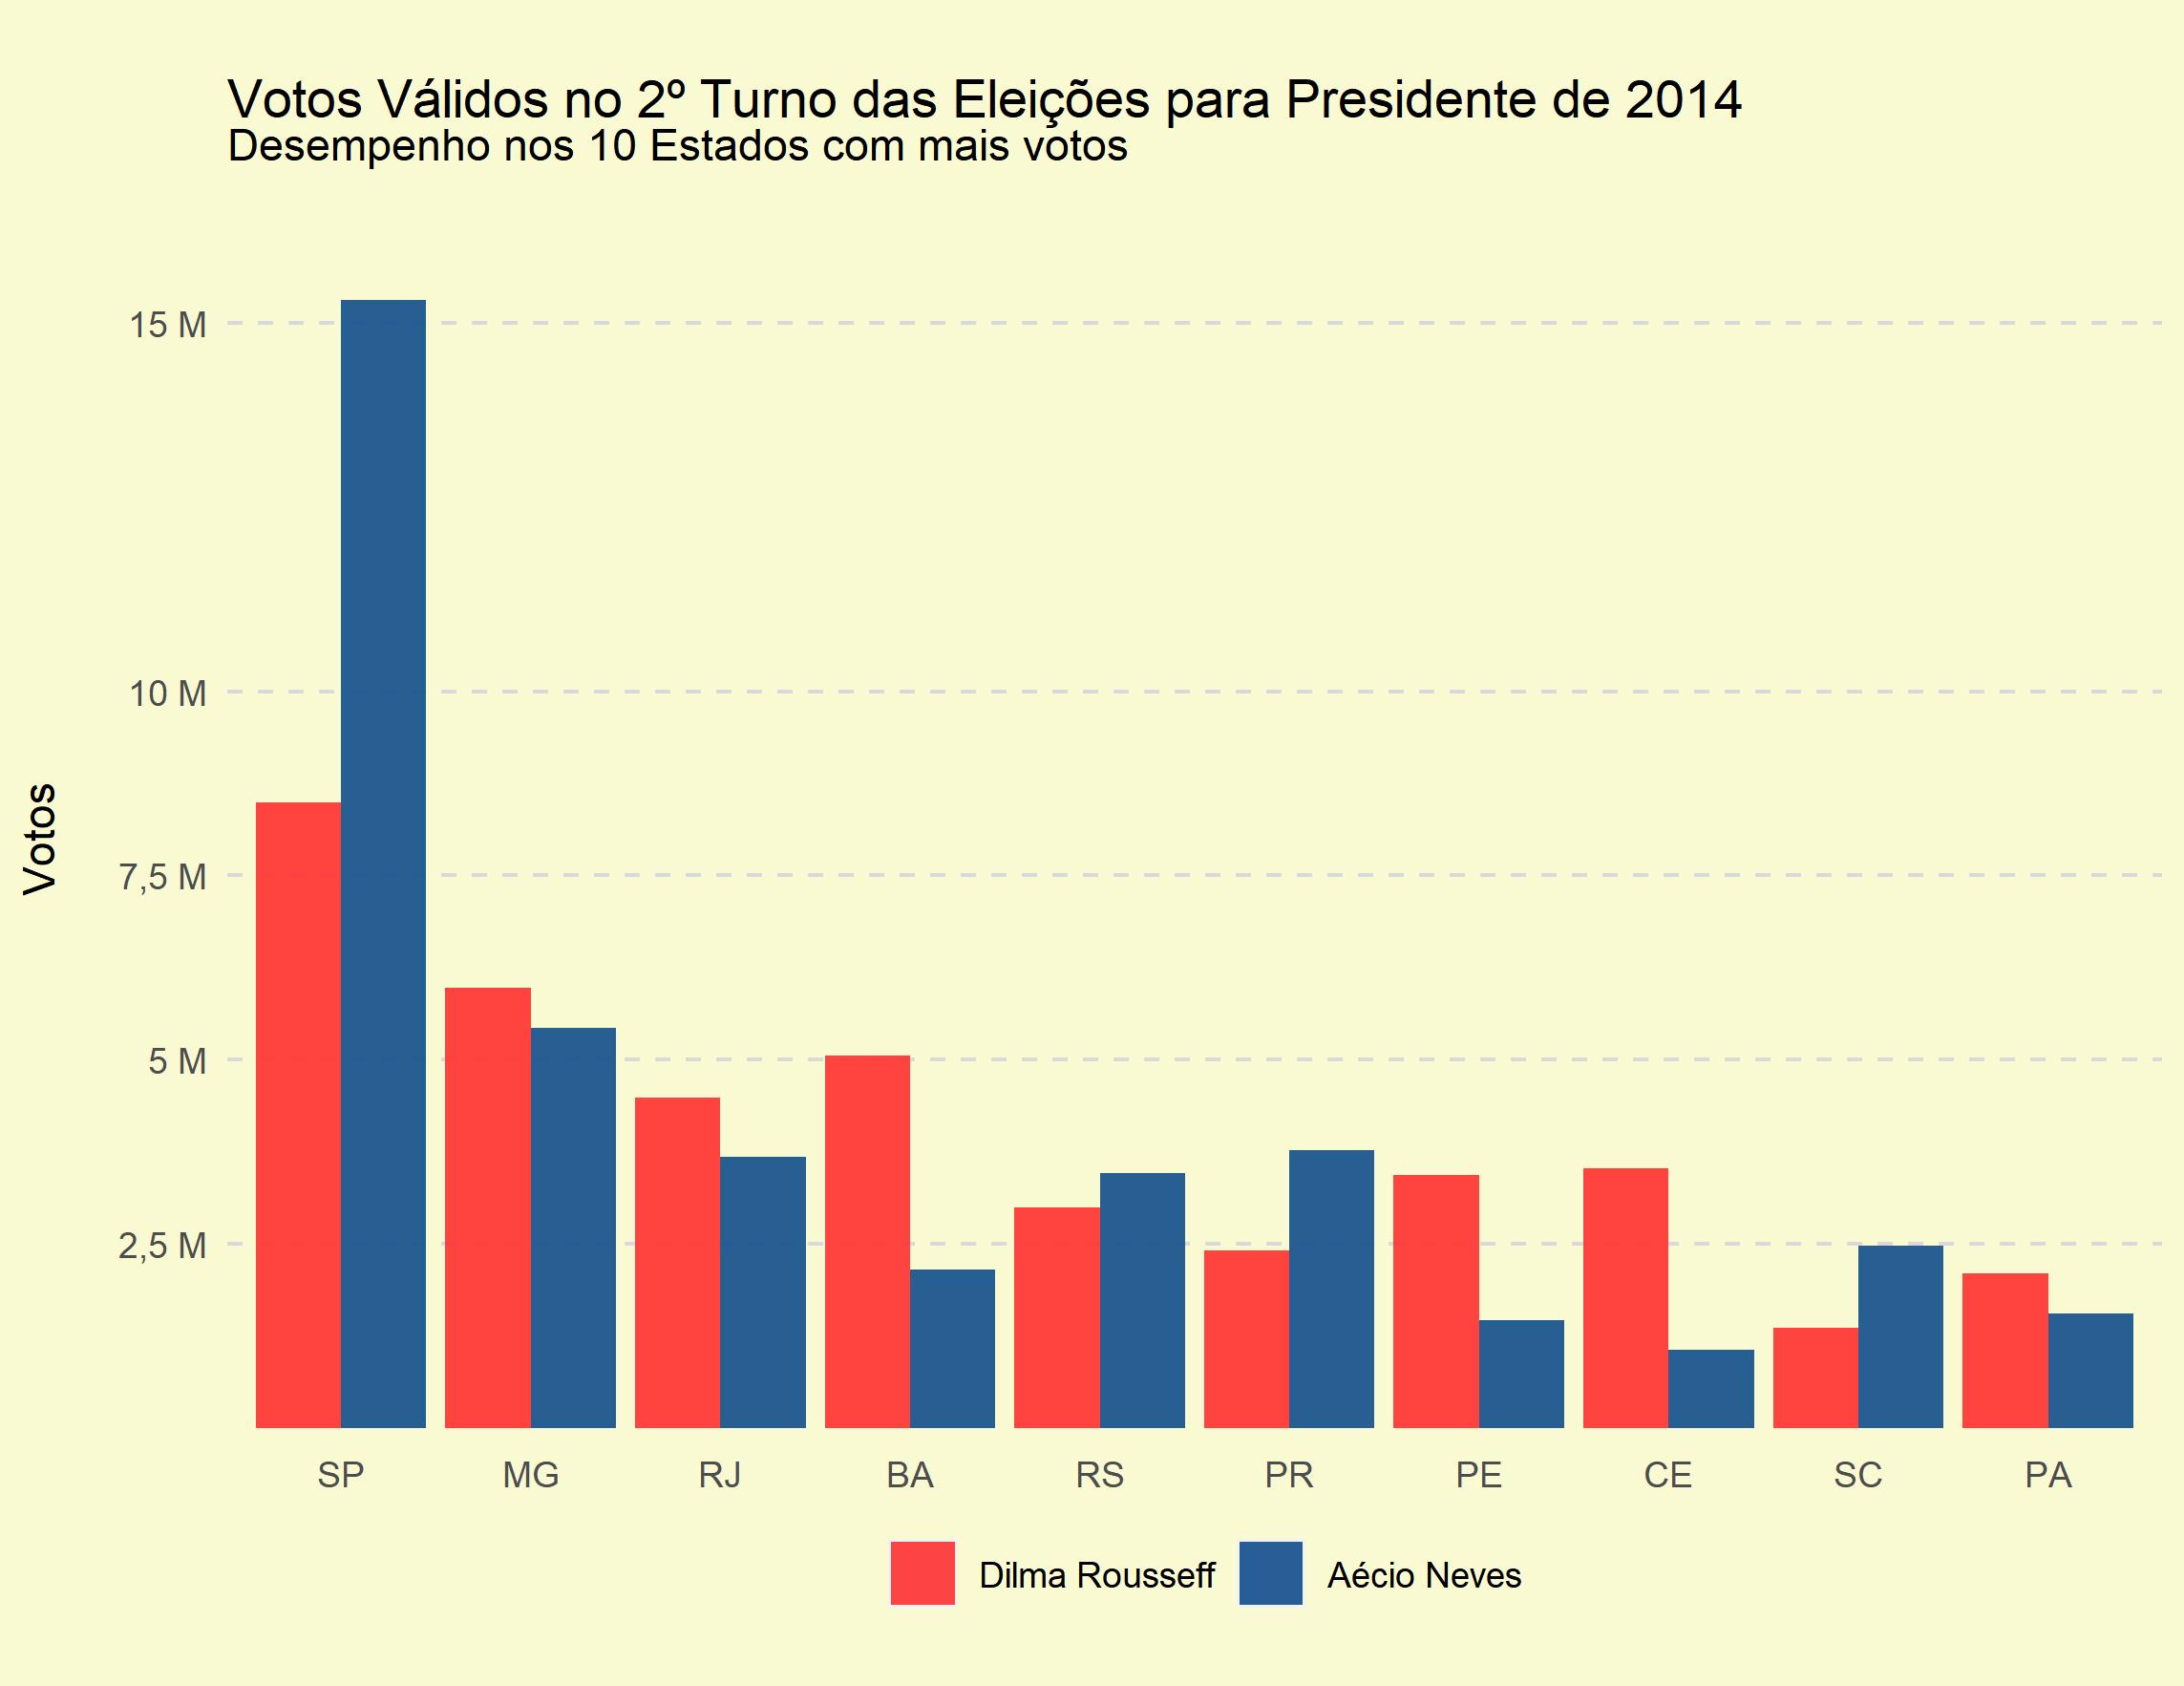 Votos Válidos no 2º Turno das Eleições para Presidente de 2014
Desempenho nos 10 Estados com mais votos
Votos
15 M
10 M
7,5 M
5 M
2,5 M
SP MG RJ BA RS PR PE CE SC PA
Dilma Rousseff Aécio Neves